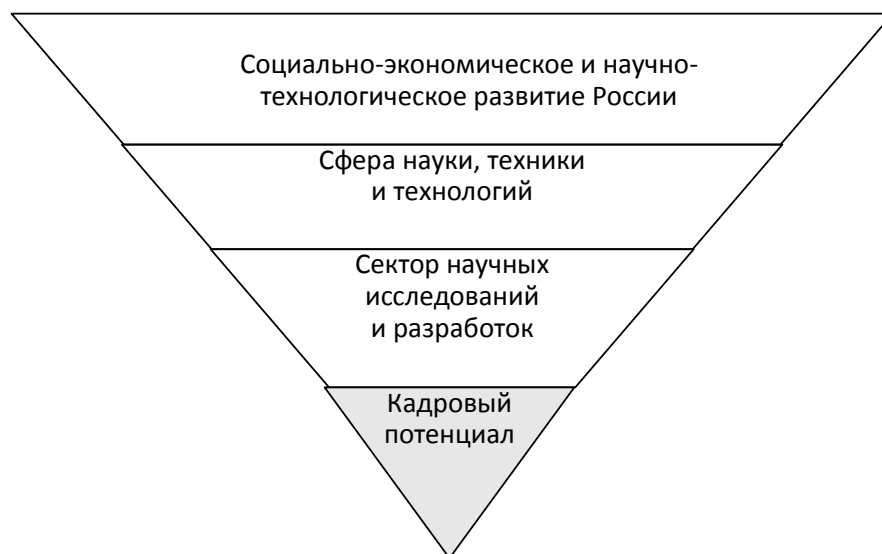 Социально-экономическое и научно-
технологическое развитие России
Сфера науки, техники
и технологий
Сектор научных
исследований
и разработок
Кадровый
потенциал